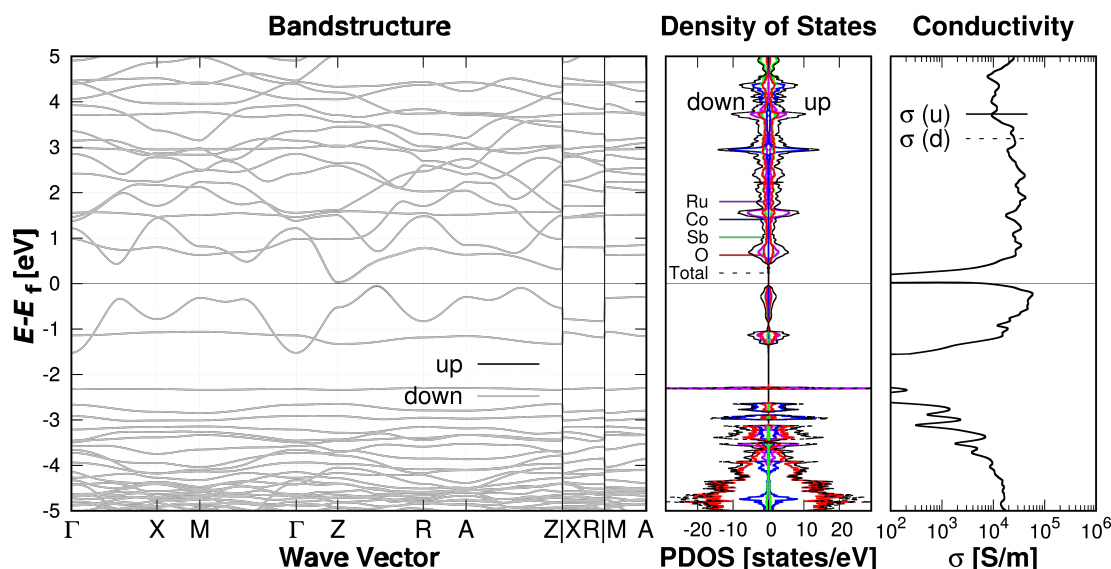 Bandstructure
Density of States
Conductivity
5
4
3
2
1
0
-1
-2
-3
-4
-5
E-E f [eV]
up
down
Γ X M Γ Z R A Z|X R|M A
Wave Vector
down up
Ru
Co
Sb
O
Total
-20 -10 0 10 20
PDOS [states/eV]
σ (u)
σ (d)
10² 10³ 10⁴ 10⁵ 10⁶
σ [S/m]